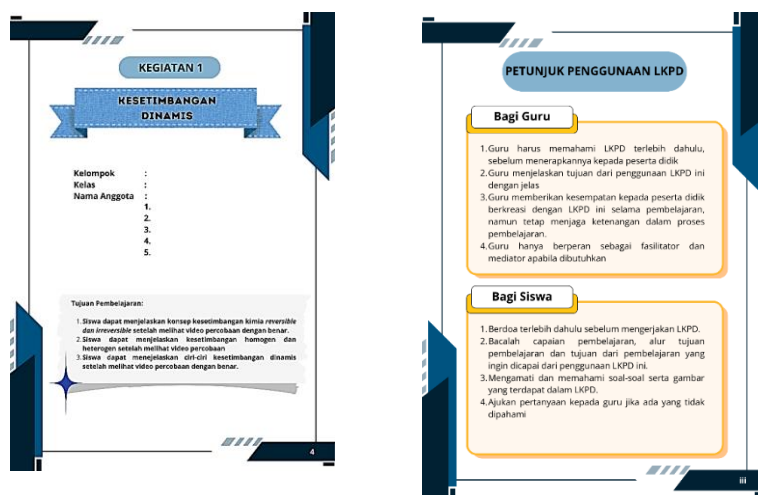 KEGIATAN 1
KESETIMBANGAN
DINAMIS
Kelompok :
Kelas :
Nama Anggota :
1.
2.
3.
4.
5.
Tujuan Pembelajaran:
1.Siswa dapat menjelaskan konsep kesetimbangan kimia reversible
dan irreversible setelah melihat video percobaan dengan benar.
2.Siswa dapat menjelaskan kesetimbangan homogen dan
heterogen setelah melihat video percobaan
3.Siswa dapat menejelaskan ciri-ciri kesetimbangan dinamis
setelah melihat video percobaan dengan benar.
4
PETUNJUK PENGGUNAAN LKPD
Bagi Guru
1.Guru harus memahami LKPD terlebih dahulu,
sebelum menerapkannya kepada peserta didik
2.Guru menjelaskan tujuan dari penggunaan LKPD ini
dengan jelas
3.Guru memberikan kesempatan kepada peserta didik
berkreasi dengan LKPD ini selama pembelajaran,
namun tetap menjaga ketenangan dalam proses
pembelajaran.
4.Guru hanya berperan sebagai fasilitator dan
mediator apabila dibutuhkan
Bagi Siswa
1.Berdoa terlebih dahulu sebelum mengerjakan LKPD.
2.Bacalah capaian pembelajaran, alur tujuan
pembelajaran dan tujuan dari pembelajaran yang
ingin dicapai dari penggunaan LKPD ini.
3.Mengamati dan memahami soal-soal serta gambar
yang terdapat dalam LKPD.
4.Ajukan pertanyaan kepada guru jika ada yang tidak
dipahami
iii